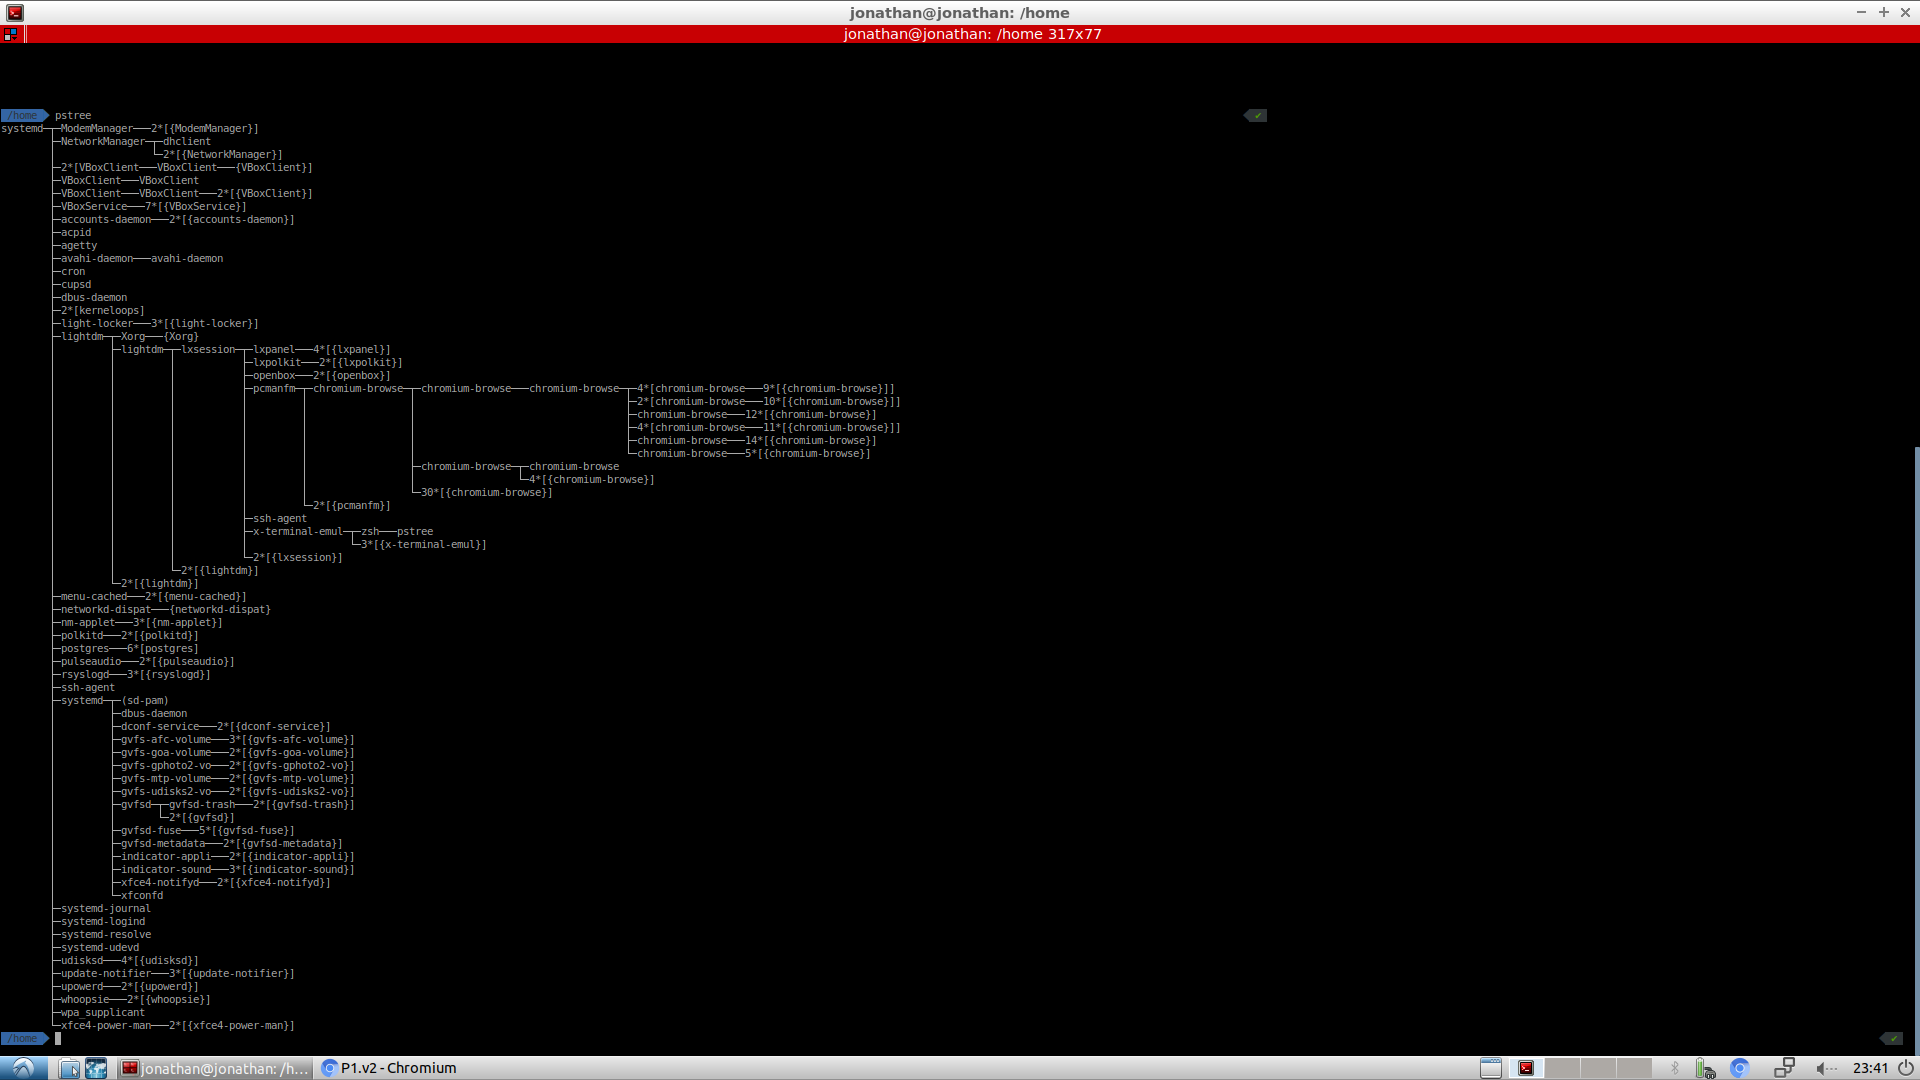 jonathan@jonathan: /home
jonathan@jonathan: /home 317x77
/home pstree ✔
systemd─┬─ModemManager───2*[{ModemManager}]
        ├─NetworkManager─┬─dhclient
        │                └─2*[{NetworkManager}]
        ├─2*[VBoxClient───VBoxClient───{VBoxClient}]
        ├─VBoxClient───VBoxClient
        ├─VBoxClient───VBoxClient───2*[{VBoxClient}]
        ├─VBoxService───7*[{VBoxService}]
        ├─accounts-daemon───2*[{accounts-daemon}]
        ├─acpid
        ├─agetty
        ├─avahi-daemon───avahi-daemon
        ├─cron
        ├─cupsd
        ├─dbus-daemon
        ├─2*[kerneloops]
        ├─light-locker───3*[{light-locker}]
        ├─lightdm─┬─Xorg───{Xorg}
        │         ├─lightdm─┬─lxsession─┬─lxpanel───4*[{lxpanel}]
        │         │         │           ├─lxpolkit───2*[{lxpolkit}]
        │         │         │           ├─openbox───2*[{openbox}]
        │         │         │           ├─pcmanfm─┬─chromium-browse─┬─chromium-browse───chromium-browse─┬─4*[chromium-browse───9*[{chromium-browse}]]
        │         │         │           │         │                 │                                   ├─2*[chromium-browse───10*[{chromium-browse}]]
        │         │         │           │         │                 │                                   ├─chromium-browse───12*[{chromium-browse}]
        │         │         │           │         │                 │                                   ├─4*[chromium-browse───11*[{chromium-browse}]]
        │         │         │           │         │                 │                                   ├─chromium-browse───14*[{chromium-browse}]
        │         │         │           │         │                 │                                   └─chromium-browse───5*[{chromium-browse}]
        │         │         │           │         │                 ├─chromium-browse─┬─chromium-browse
        │         │         │           │         │                 │                 └─4*[{chromium-browse}]
        │         │         │           │         │                 └─30*[{chromium-browse}]
        │         │         │           │         └─2*[{pcmanfm}]
        │         │         │           ├─ssh-agent
        │         │         │           ├─x-terminal-emul─┬─zsh───pstree
        │         │         │           │                 └─3*[{x-terminal-emul}]
        │         │         │           └─2*[{lxsession}]
        │         │         └─2*[{lightdm}]
        │         └─2*[{lightdm}]
        ├─menu-cached───2*[{menu-cached}]
        ├─networkd-dispat───{networkd-dispat}
        ├─nm-applet───3*[{nm-applet}]
        ├─polkitd───2*[{polkitd}]
        ├─postgres───6*[postgres]
        ├─pulseaudio───2*[{pulseaudio}]
        ├─rsyslogd───3*[{rsyslogd}]
        ├─ssh-agent
        ├─systemd─┬─(sd-pam)
        │         ├─dbus-daemon
        │         ├─dconf-service───2*[{dconf-service}]
        │         ├─gvfs-afc-volume───3*[{gvfs-afc-volume}]
        │         ├─gvfs-goa-volume───2*[{gvfs-goa-volume}]
        │         ├─gvfs-gphoto2-vo───2*[{gvfs-gphoto2-vo}]
        │         ├─gvfs-mtp-volume───2*[{gvfs-mtp-volume}]
        │         ├─gvfs-udisks2-vo───2*[{gvfs-udisks2-vo}]
        │         ├─gvfsd─┬─gvfsd-trash───2*[{gvfsd-trash}]
        │         │       └─2*[{gvfsd}]
        │         ├─gvfsd-fuse───5*[{gvfsd-fuse}]
        │         ├─gvfsd-metadata───2*[{gvfsd-metadata}]
        │         ├─indicator-appli───2*[{indicator-appli}]
        │         ├─indicator-sound───3*[{indicator-sound}]
        │         ├─xfce4-notifyd───2*[{xfce4-notifyd}]
        │         └─xfconfd
        ├─systemd-journal
        ├─systemd-logind
        ├─systemd-resolve
        ├─systemd-udevd
        ├─udisksd───4*[{udisksd}]
        ├─update-notifier───3*[{update-notifier}]
        ├─upowerd───2*[{upowerd}]
        ├─whoopsie───2*[{whoopsie}]
        ├─wpa_supplicant
        └─xfce4-power-man───2*[{xfce4-power-man}]
/home ✔
jonathan@jonathan: /h... P1.v2 - Chromium 23:41